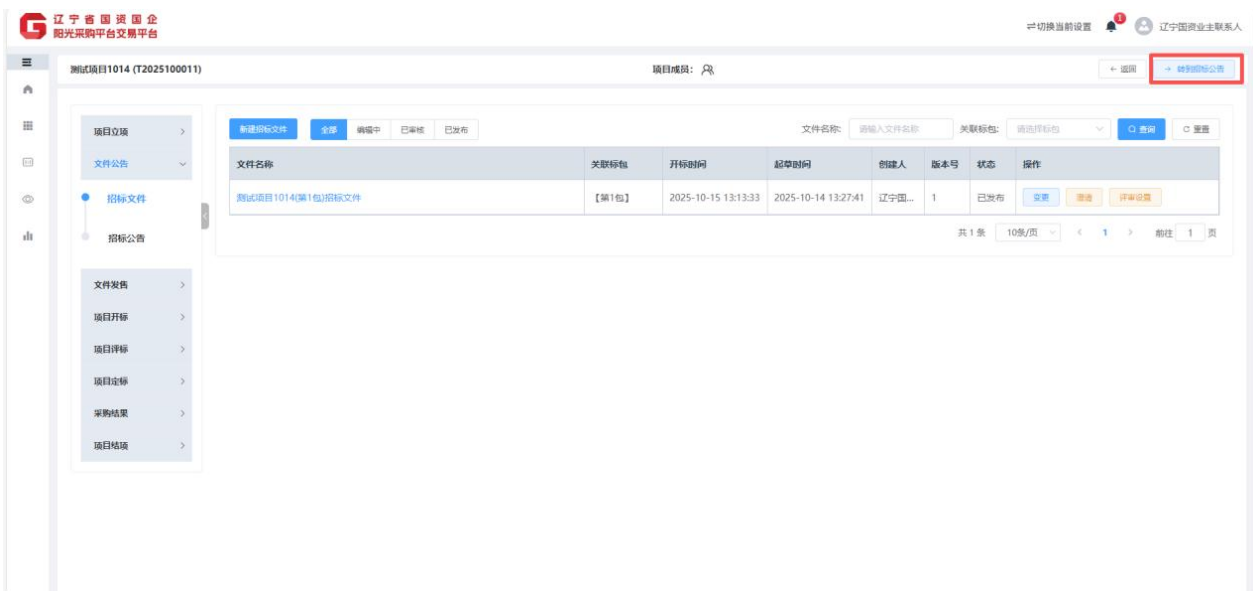 辽宁省国资国企
阳光采购平台交易平台
切换当前设置
1
辽宁国资业主联系人
测试项目1014 (T2025100011)
项目成员：
← 返回
→ 转到招标公告
项目立项
文件公告
招标文件
招标公告
文件发售
项目开标
项目评标
项目定标
采购结果
项目结项
新建招标文件 全部 编辑中 已审核 已发布
文件名称: 请输入文件名称 关联标包: 请选择标包 查询 重置
文件名称 关联标包 开标时间 起草时间 创建人 版本号 状态 操作
测试项目1014(第1包)招标文件 【第1包】 2025-10-15 13:13:33 2025-10-14 13:27:41 辽宁国... 1 已发布 变更 澄清 评审设置
共 1 条 10条/页 < 1 > 前往 1 页